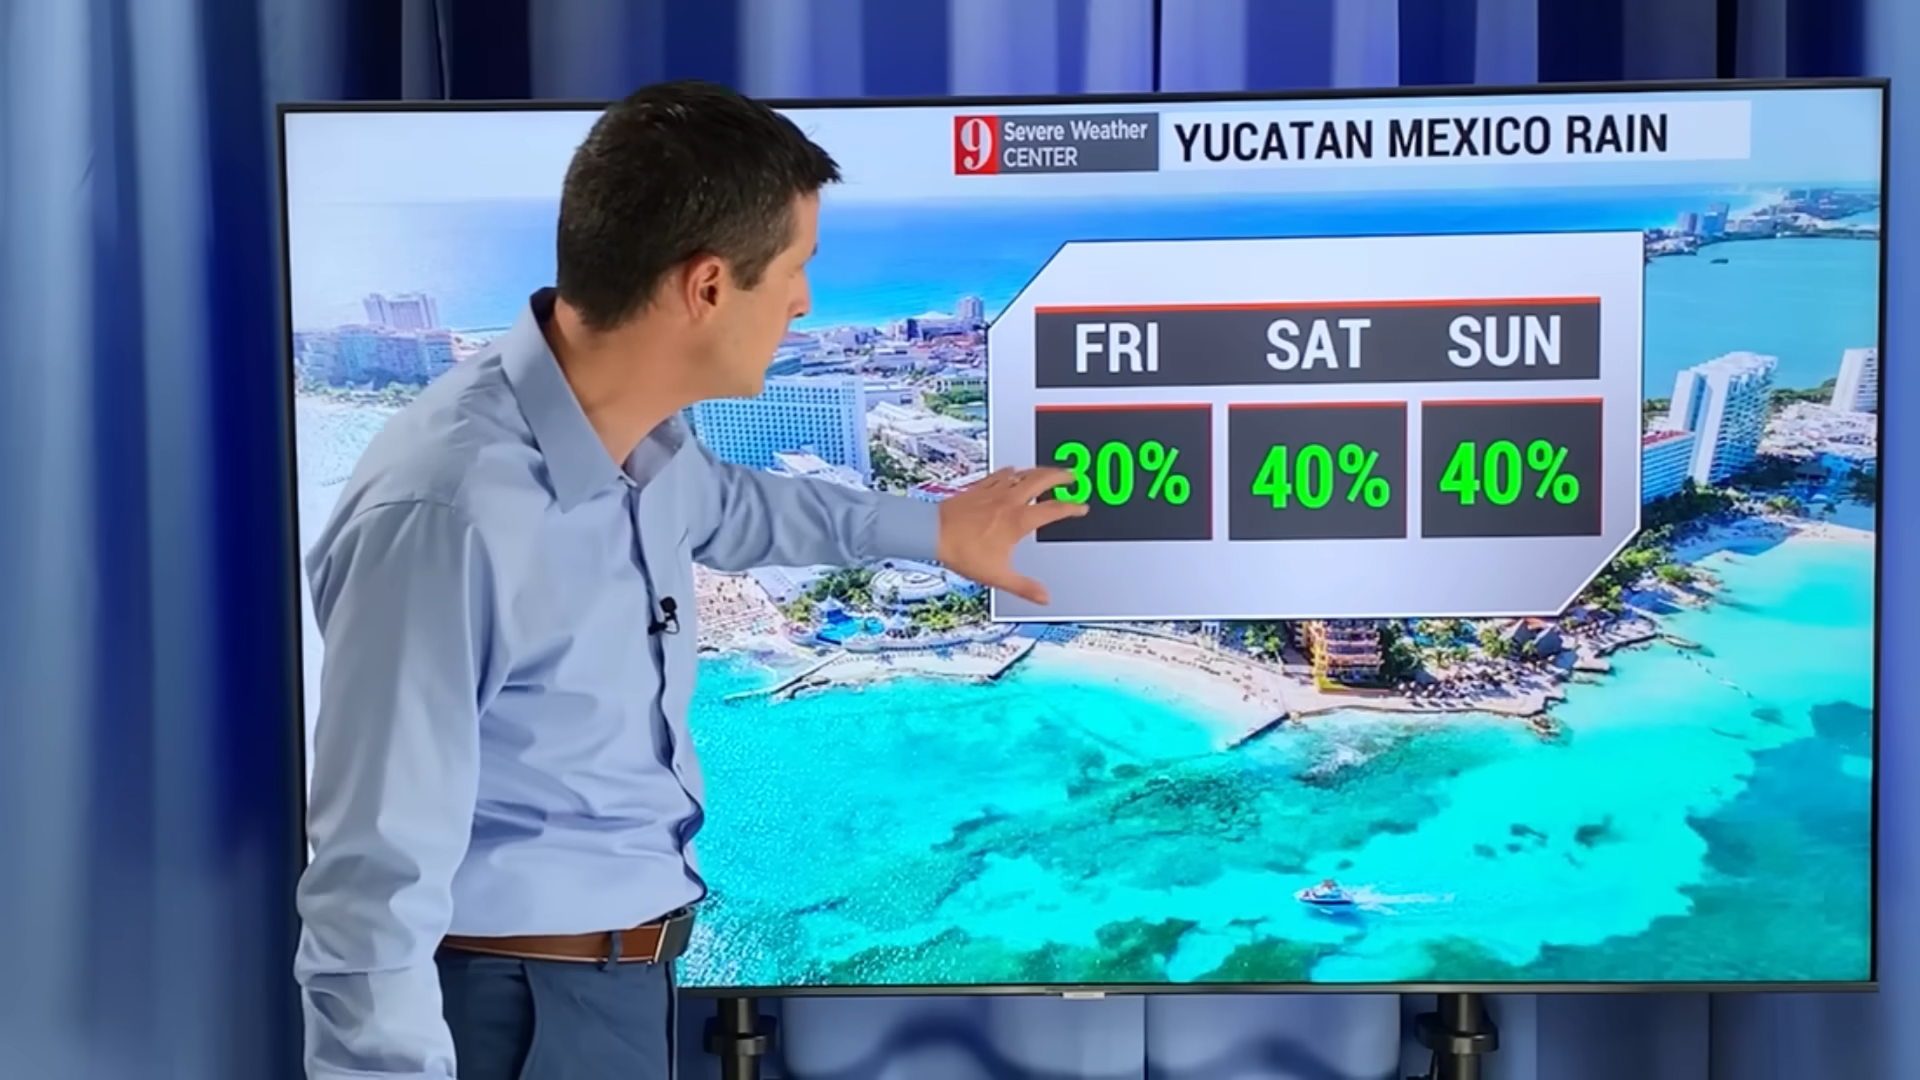 9 Severe Weather
CENTER
YUCATAN MEXICO RAIN
FRI SAT SUN
30% 40% 40%